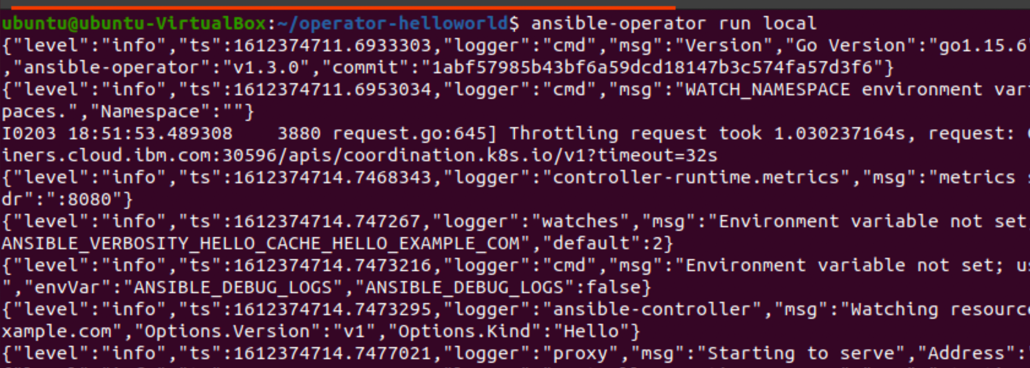 ubuntu@ubuntu-VirtualBox:~/operator-helloworld$ ansible-operator run local
{"level":"info","ts":1612374711.6933303,"logger":"cmd","msg":"Version","Go Version":"go1.15.6"
,"ansible-operator":"v1.3.0","commit":"1abf57985b43bf6a59dcd18147b3c574fa57d3f6"}
{"level":"info","ts":1612374711.6953034,"logger":"cmd","msg":"WATCH_NAMESPACE environment var
paces.","Namespace":""}
I0203 18:51:53.489308    3880 request.go:645] Throttling request took 1.030237164s, request:
iners.cloud.ibm.com:30596/apis/coordination.k8s.io/v1?timeout=32s
{"level":"info","ts":1612374714.7468343,"logger":"controller-runtime.metrics","msg":"metrics s
dr":":8080"}
{"level":"info","ts":1612374714.747267,"logger":"watches","msg":"Environment variable not set
ANSIBLE_VERBOSITY_HELLO_CACHE_HELLO_EXAMPLE_COM","default":2}
{"level":"info","ts":1612374714.7473216,"logger":"cmd","msg":"Environment variable not set; us
","envVar":"ANSIBLE_DEBUG_LOGS","ANSIBLE_DEBUG_LOGS":false}
{"level":"info","ts":1612374714.7473295,"logger":"ansible-controller","msg":"Watching resourc
xample.com","Options.Version":"v1","Options.Kind":"Hello"}
{"level":"info","ts":1612374714.7477021,"logger":"proxy","msg":"Starting to serve","Address":